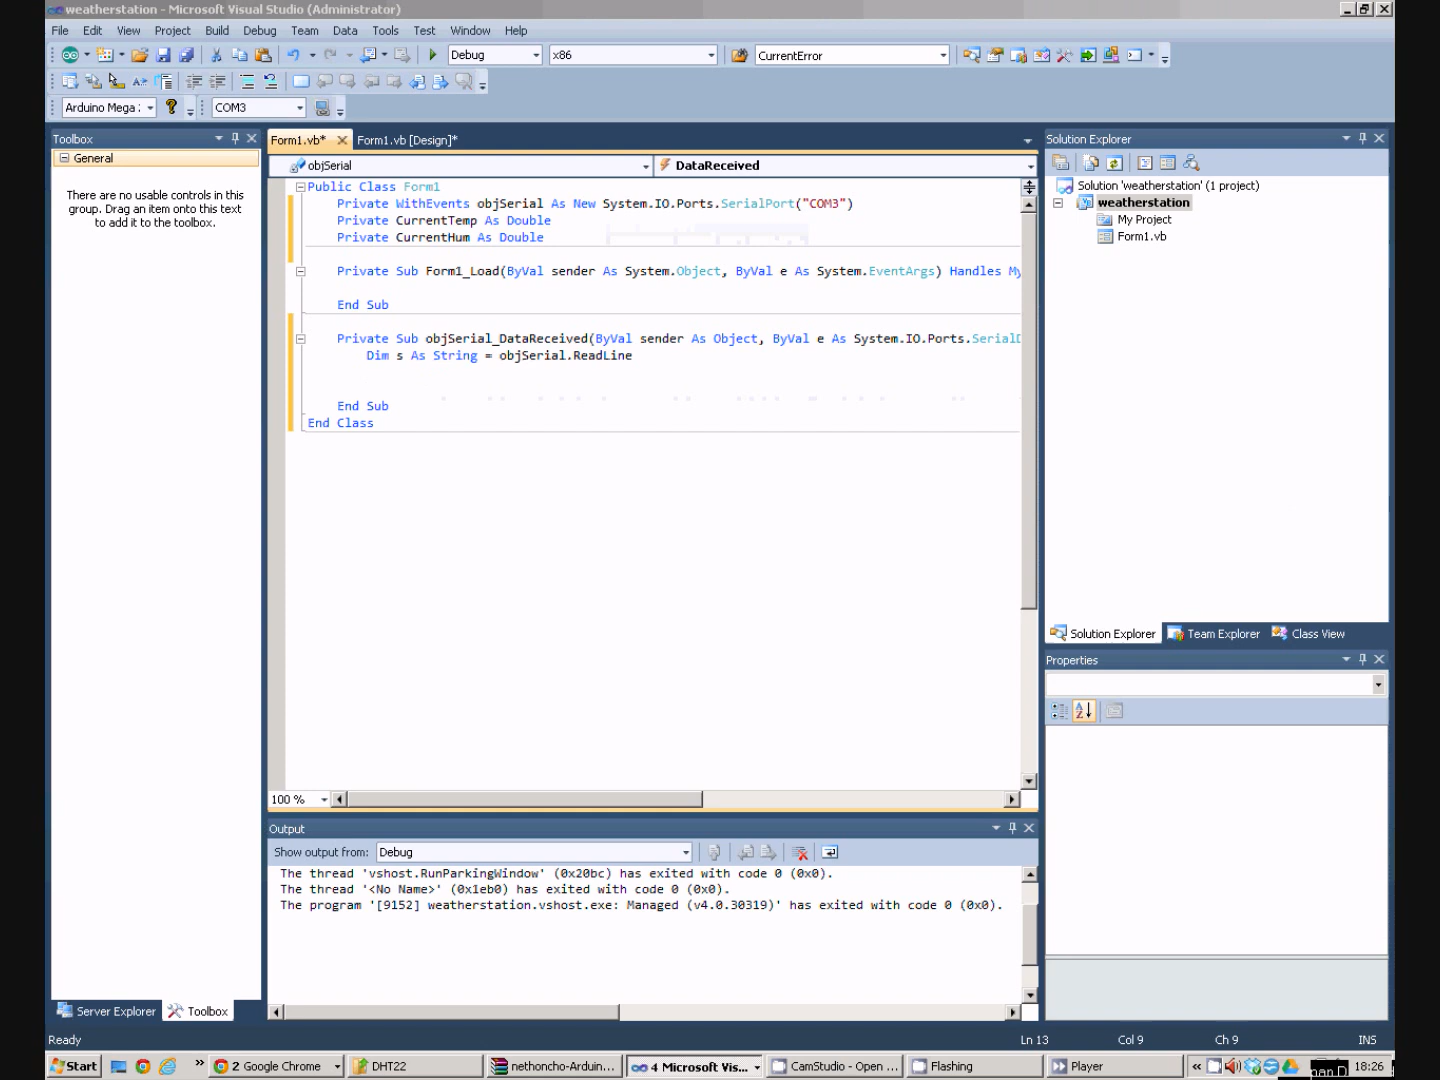 weatherstation - Microsoft Visual Studio (Administrator)
File Edit View Project Build Debug Team Data Tools Test Window Help
Debug x86 CurrentError
Arduino Mega : COM3
Toolbox
General
There are no usable controls in this
group. Drag an item onto this text
to add it to the toolbox.
Server Explorer Toolbox
Form1.vb* Form1.vb [Design]*
objSerial DataReceived
Public Class Form1
Private WithEvents objSerial As New System.IO.Ports.SerialPort("COM3")
Private CurrentTemp As Double
Private CurrentHum As Double
Private Sub Form1_Load(ByVal sender As System.Object, ByVal e As System.EventArgs) Handles My
End Sub
Private Sub objSerial_DataReceived(ByVal sender As Object, ByVal e As System.IO.Ports.SerialD
Dim s As String = objSerial.ReadLine
End Sub
End Class
100 %
Output
Show output from: Debug
The thread 'vshost.RunParkingWindow' (0x20bc) has exited with code 0 (0x0).
The thread '<No Name>' (0x1eb0) has exited with code 0 (0x0).
The program '[9152] weatherstation.vshost.exe: Managed (v4.0.30319)' has exited with code 0 (0x0).
Solution Explorer
Solution 'weatherstation' (1 project)
weatherstation
My Project
Form1.vb
Solution Explorer Team Explorer Class View
Properties
Ready Ln 13 Col 9 Ch 9 INS
Start 2 Google Chrome DHT22 nethoncho-Arduin... 4 Microsoft Vis... CamStudio - Open ... Flashing Player 18:26